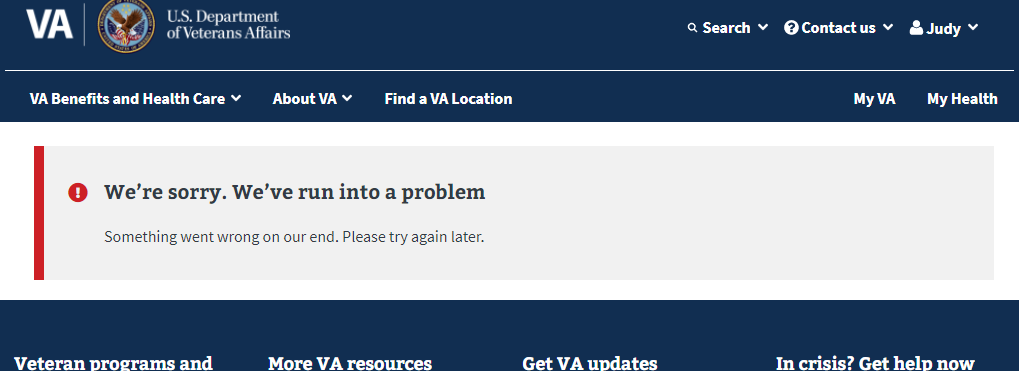 VA
U.S. Department
of Veterans Affairs
Search
Contact us
Judy
VA Benefits and Health Care
About VA
Find a VA Location
My VA
My Health
We're sorry. We've run into a problem
Something went wrong on our end. Please try again later.
Veteran programs and
More VA resources
Get VA updates
In crisis? Get help now